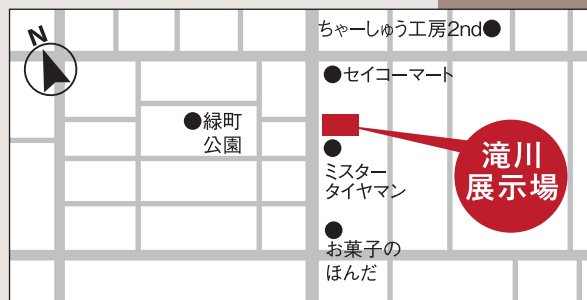 ちゃーしゅう工房2nd
N
セイコーマート
緑町
公園
滝川
展示場
ミスター
タイヤマン
お菓子の
ほんだ